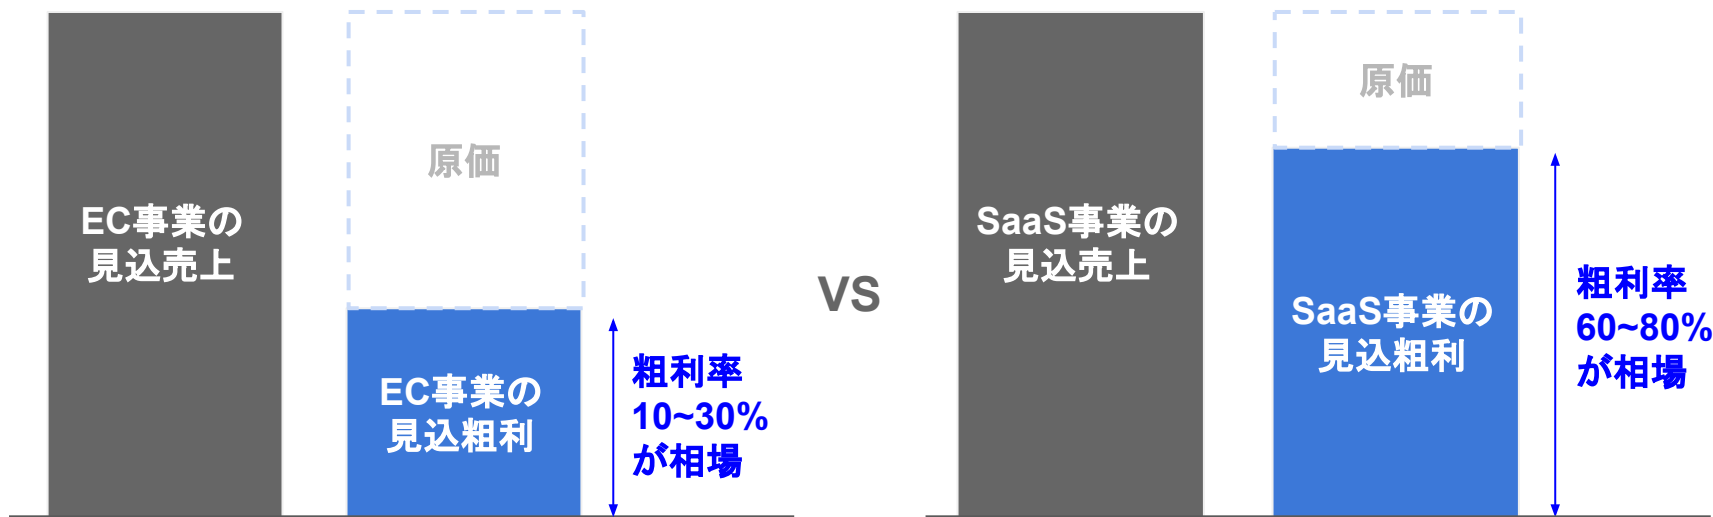 EC事業の
見込売上
原価
EC事業の
見込粗利
粗利率
10~30%
が相場
VS
SaaS事業の
見込売上
原価
SaaS事業の
見込粗利
粗利率
60~80%
が相場